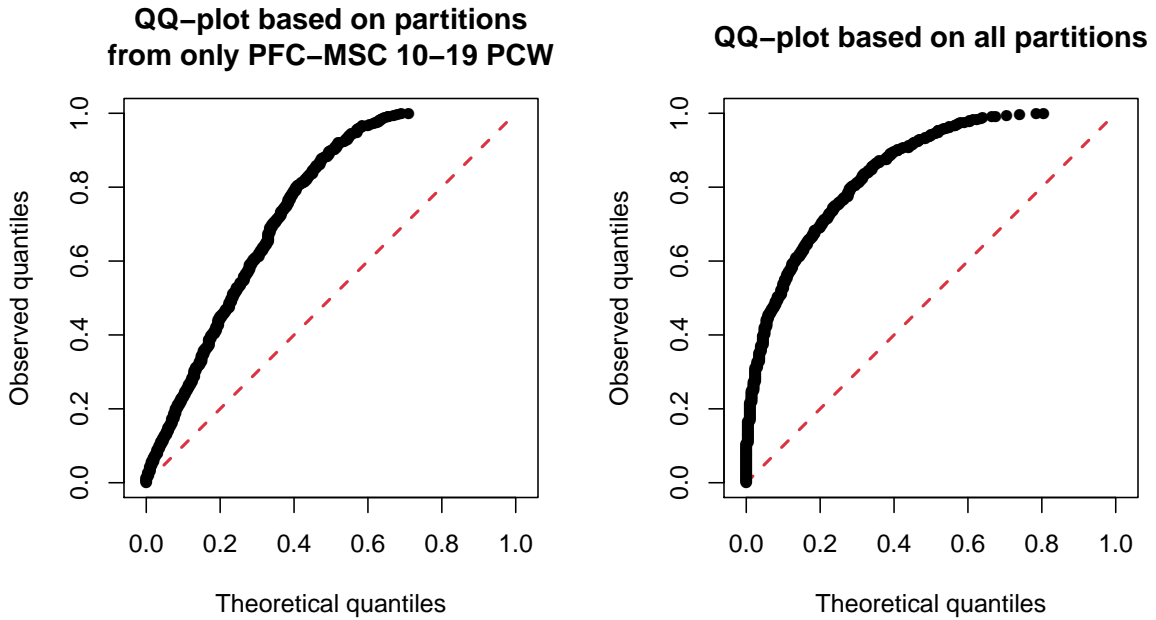 QQ−plot based on partitions
from only PFC−MSC 10−19 PCW
Observed quantiles
1.0
0.8
0.6
0.4
0.2
0.0
0.0 0.2 0.4 0.6 0.8 1.0
Theoretical quantiles
QQ−plot based on all partitions
Observed quantiles
1.0
0.8
0.6
0.4
0.2
0.0
0.0 0.2 0.4 0.6 0.8 1.0
Theoretical quantiles